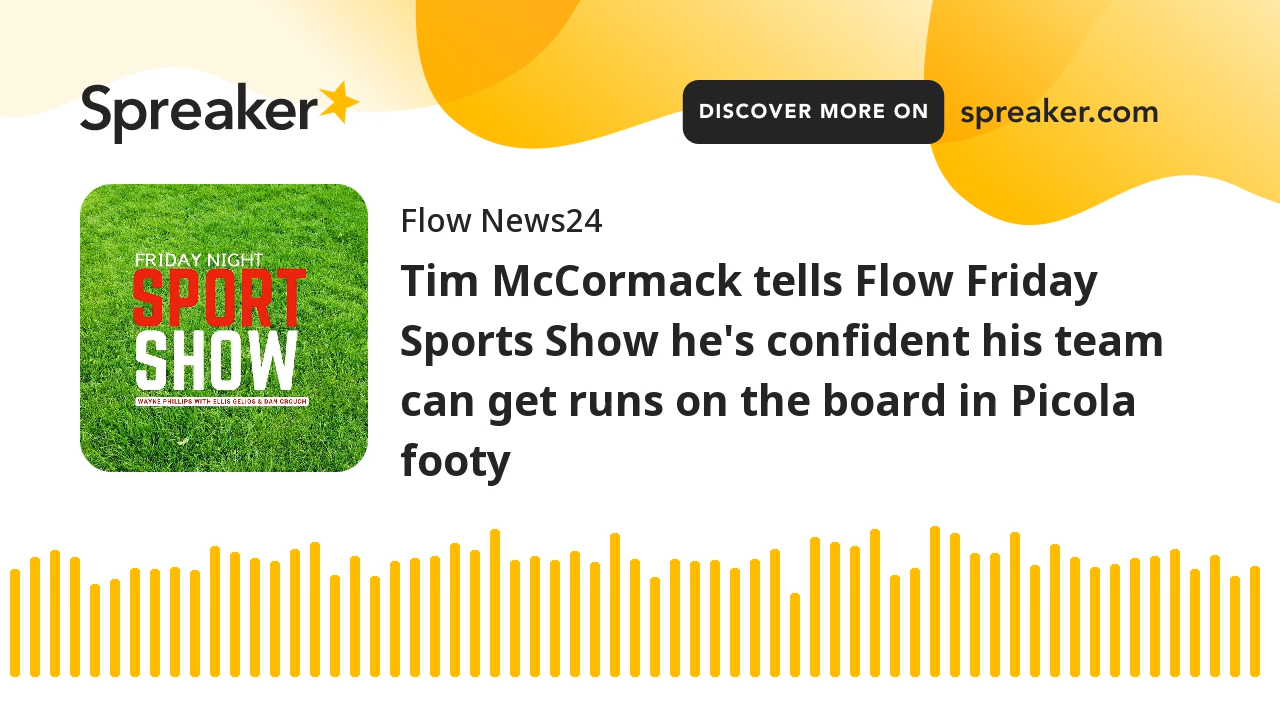 Spreaker
DISCOVER MORE ON
spreaker.com
FRIDAY NIGHT
SPORT
SHOW
WAYNE PHILLIPS WITH ELLIS GELIOS & DAN CROUCH
Flow News24
Tim McCormack tells Flow Friday
Sports Show he's confident his team
can get runs on the board in Picola
footy